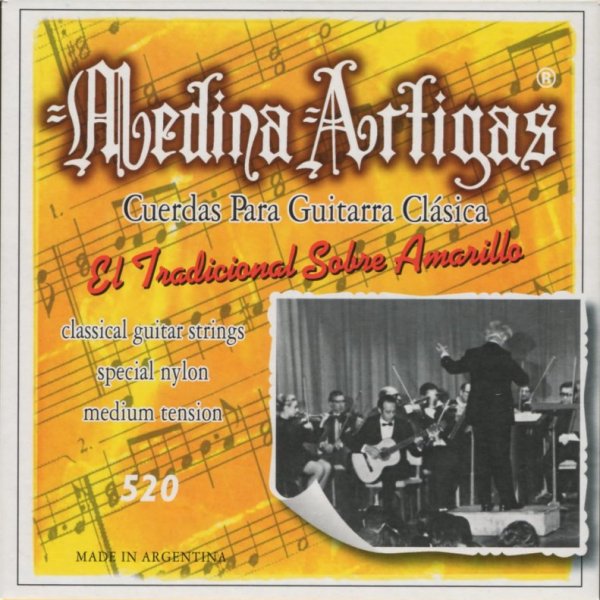 Medina Artigas ®
Cuerdas Para Guitarra Clásica
El Tradicional Sobre Amarillo
classical guitar strings
special nylon
medium tension
520
MADE IN ARGENTINA